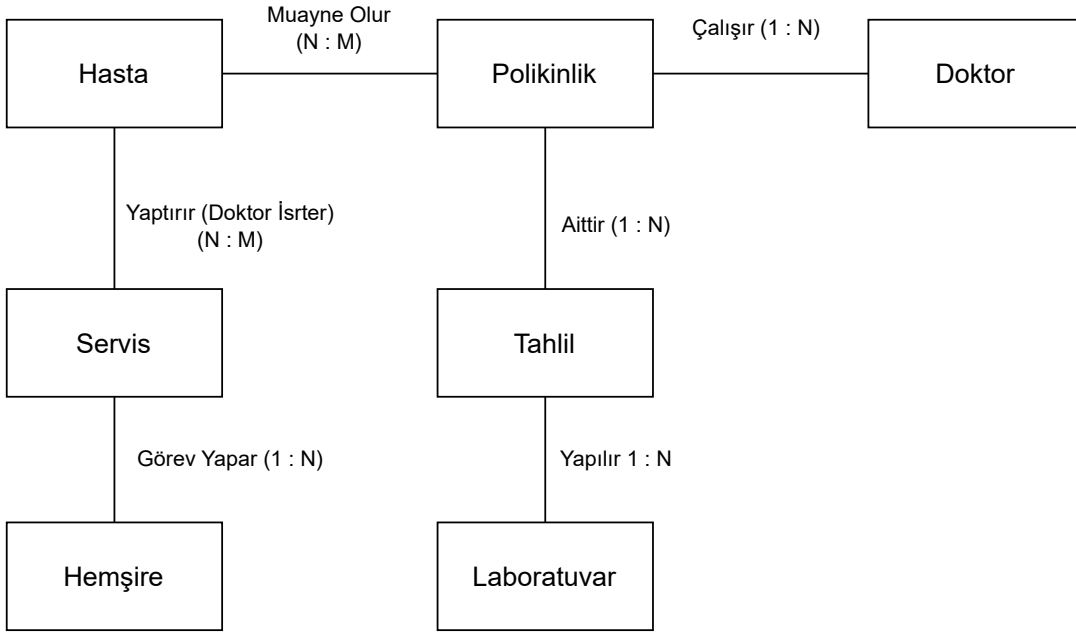 Muayne Olur
(N : M)
Çalışır (1 : N)
Hasta
Polikinlik
Doktor
Yaptırır (Doktor İsrter)
(N : M)
Aittir (1 : N)
Servis
Tahlil
Görev Yapar (1 : N)
Yapılır 1 : N
Hemşire
Laboratuvar